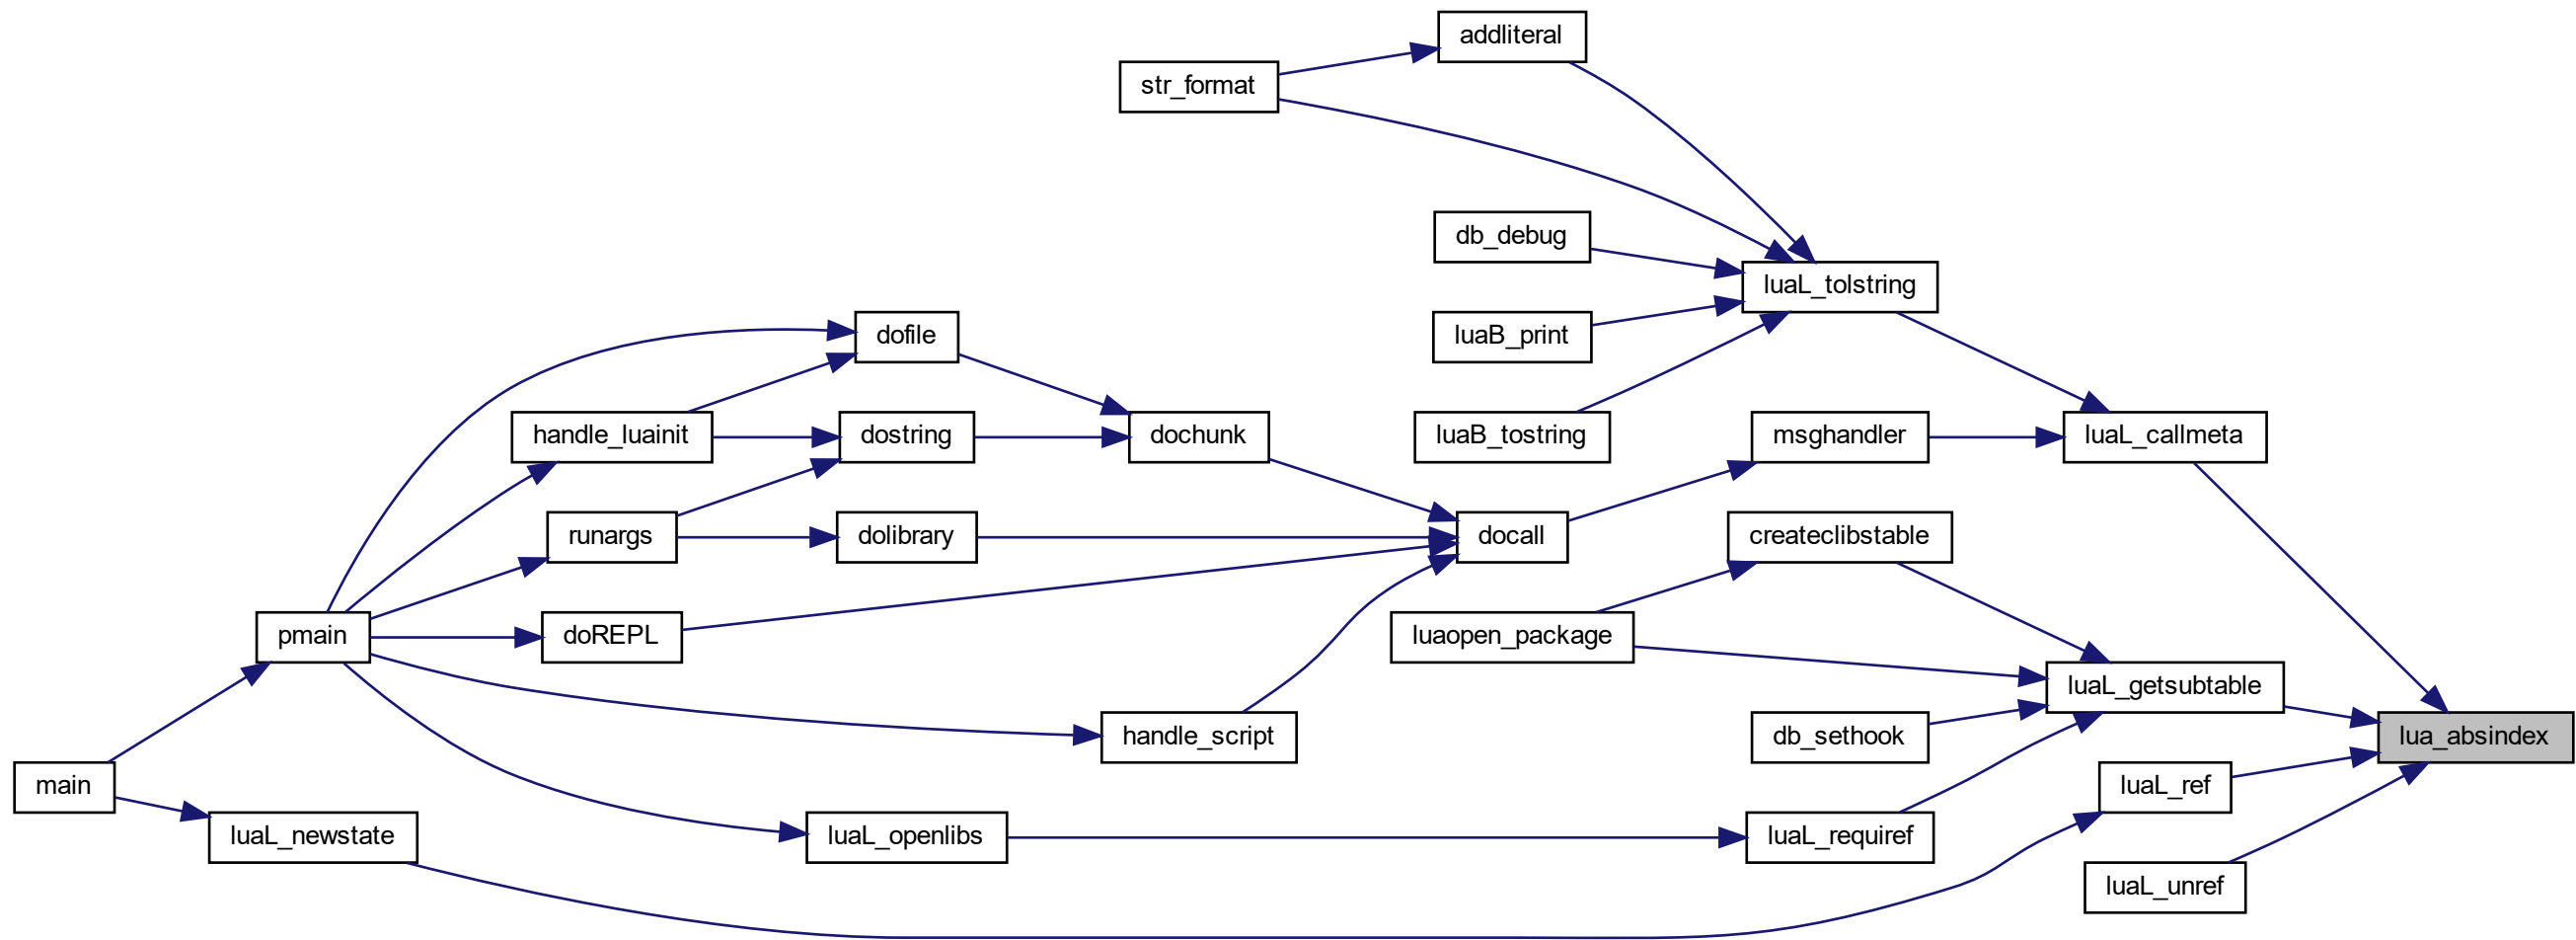 addliteral
str_format
db_debug
luaL_tolstring
luaB_print
dofile
handle_luainit
dostring
dochunk
luaB_tostring
msghandler
luaL_callmeta
runargs
dolibrary
docall
createclibstable
pmain
doREPL
luaopen_package
luaL_getsubtable
handle_script
db_sethook
lua_absindex
main
luaL_ref
luaL_newstate
luaL_openlibs
luaL_requiref
luaL_unref